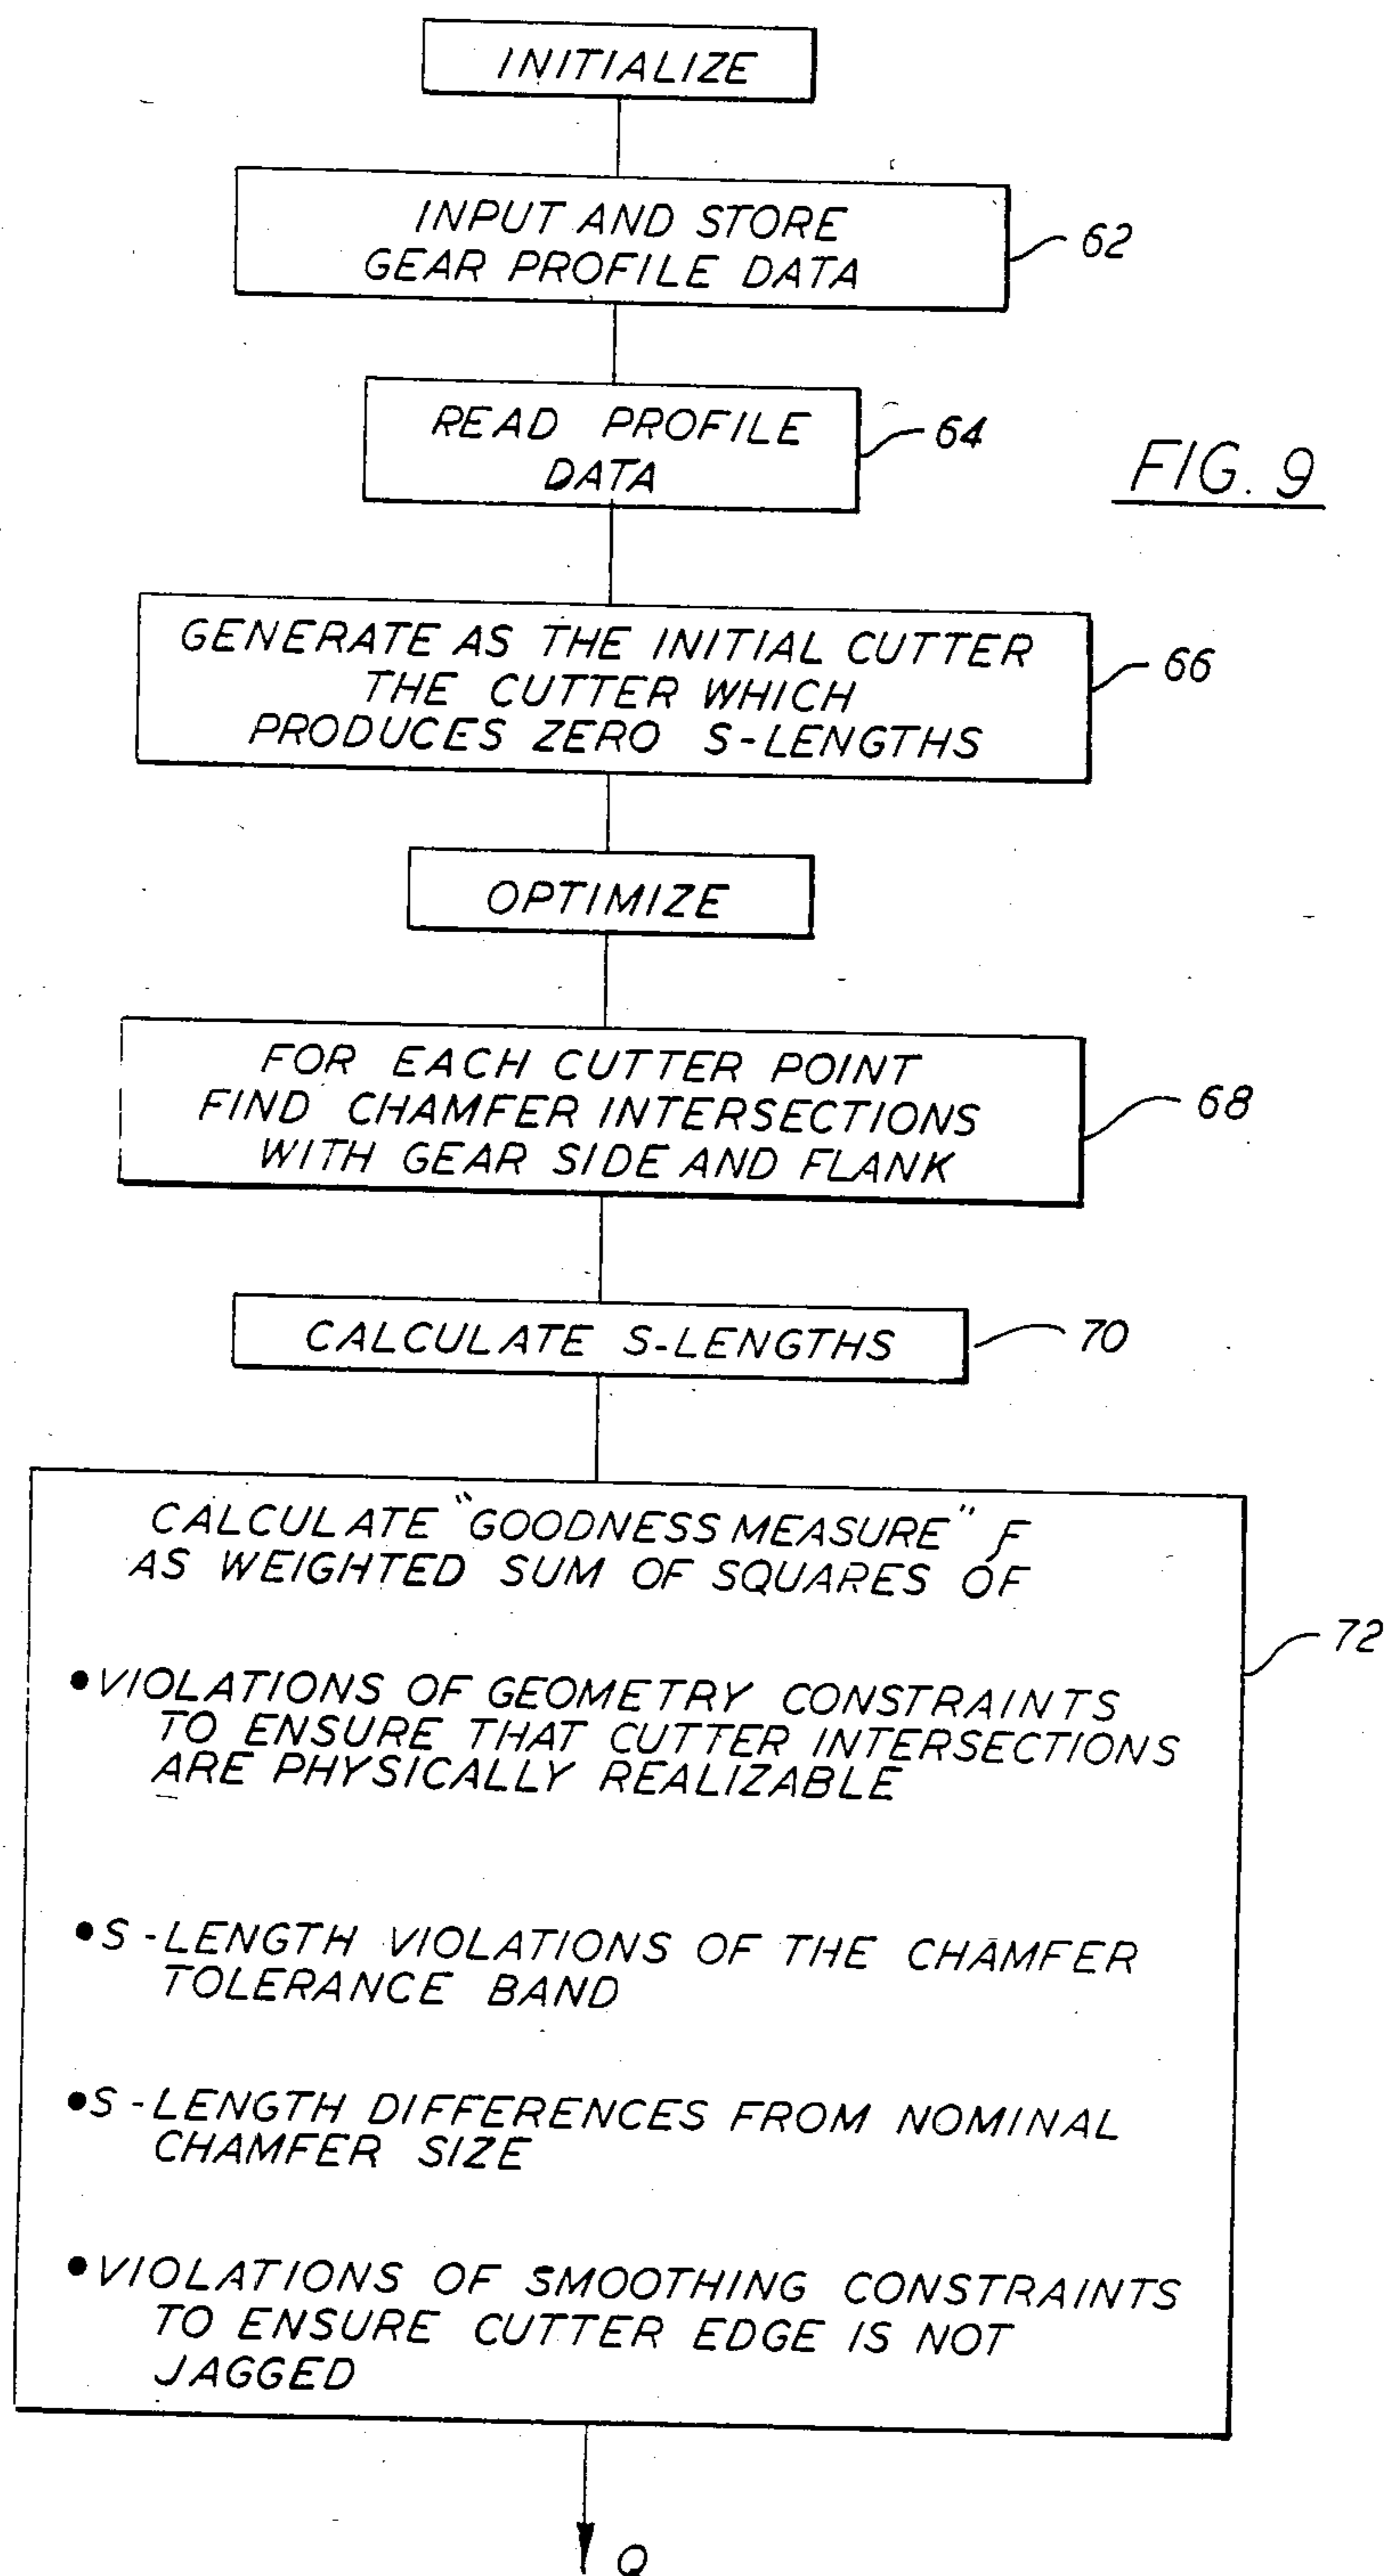 INITIALIZE
INPUT AND STORE
GEAR PROFILE DATA
62
READ PROFILE
DATA
64
FIG. 9
GENERATE AS THE INITIAL CUTTER
THE CUTTER WHICH
PRODUCES ZERO S-LENGTHS
66
OPTIMIZE
FOR EACH CUTTER POINT
FIND CHAMFER INTERSECTIONS
WITH GEAR SIDE AND FLANK
68
CALCULATE S-LENGTHS
70
CALCULATE "GOODNESS MEASURE" F
AS WEIGHTED SUM OF SQUARES OF
72
•VIOLATIONS OF GEOMETRY CONSTRAINTS
TO ENSURE THAT CUTTER INTERSECTIONS
ARE PHYSICALLY REALIZABLE
•S-LENGTH VIOLATIONS OF THE CHAMFER
TOLERANCE BAND
•S-LENGTH DIFFERENCES FROM NOMINAL
CHAMFER SIZE
•VIOLATIONS OF SMOOTHING CONSTRAINTS
TO ENSURE CUTTER EDGE IS NOT
JAGGED
Q